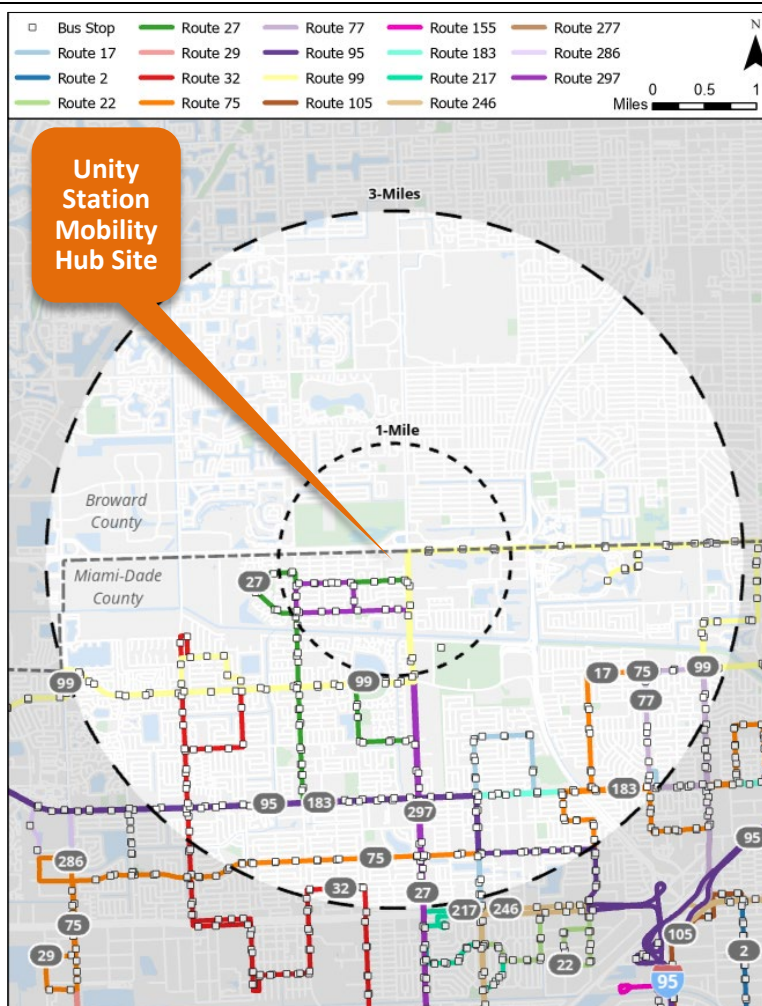 Bus Stop
Route 17
Route 2
Route 22
Route 27
Route 29
Route 32
Route 75
Route 77
Route 95
Route 99
Route 105
Route 155
Route 183
Route 217
Route 246
Route 277
Route 286
Route 297
N
0 0.5 1
Miles
Unity
Station
Mobility
Hub Site
3-Miles
1-Mile
Broward
County
Miami-Dade
County
27
99
99
17
75
99
77
95
183
297
183
95
286
75
32
27
217
246
75
29
22
105
2
95